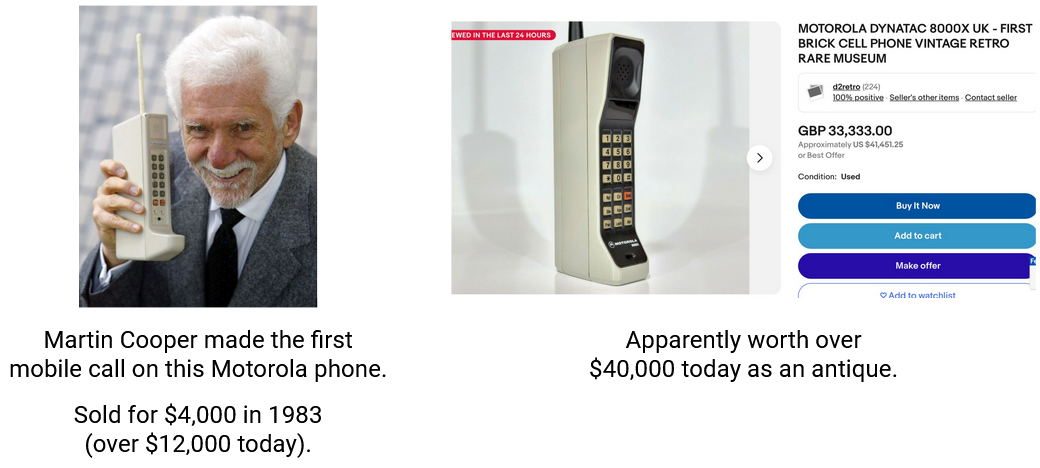 EWED IN THE LAST 24 HOURS
MOTOROLA
MOTOROLA DYNATAC 8000X UK - FIRST
BRICK CELL PHONE VINTAGE RETRO
RARE MUSEUM
d2retro (224)
100% positive · Seller's other items · Contact seller
GBP 33,333.00
Approximately US $41,451.25
or Best Offer
Condition: Used
Buy It Now
Add to cart
Make offer
Add to watchlist
Martin Cooper made the first
mobile call on this Motorola phone.
Sold for $4,000 in 1983
(over $12,000 today).
Apparently worth over
$40,000 today as an antique.